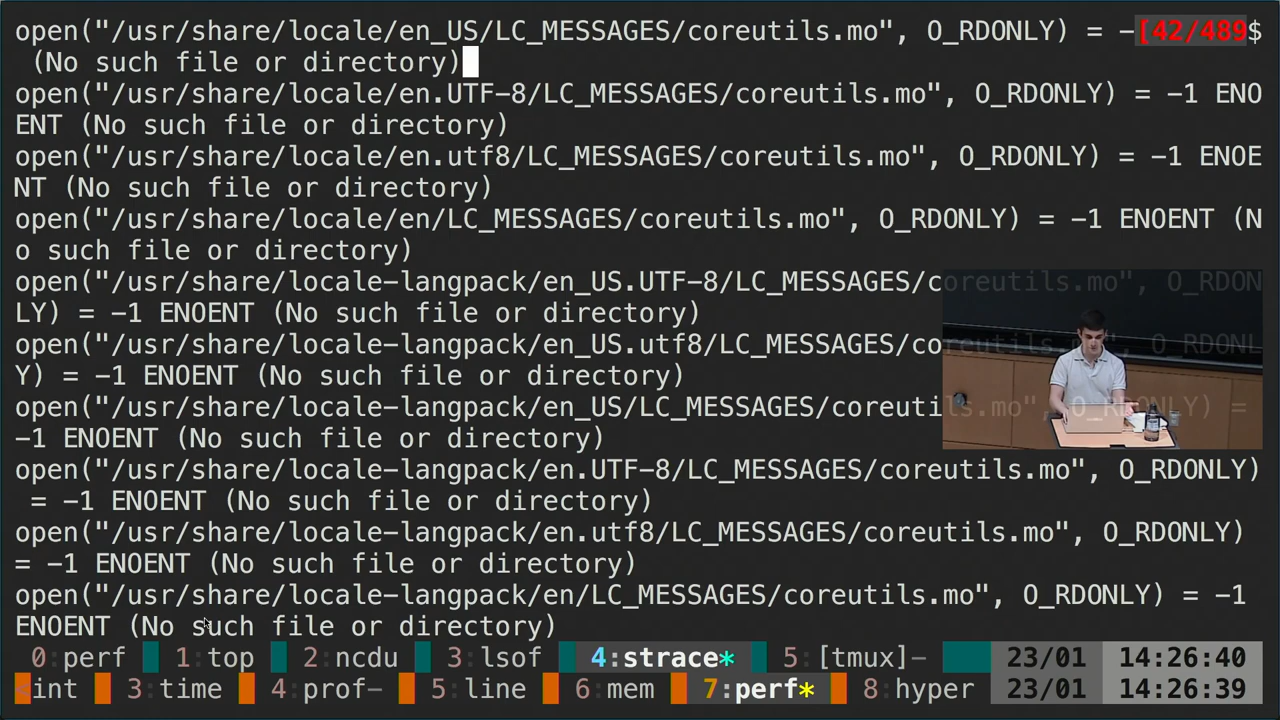 open("/usr/share/locale/en_US/LC_MESSAGES/coreutils.mo", O_RDONLY) = -[42/489$
 (No such file or directory)
open("/usr/share/locale/en.UTF-8/LC_MESSAGES/coreutils.mo", O_RDONLY) = -1 ENO
ENT (No such file or directory)
open("/usr/share/locale/en.utf8/LC_MESSAGES/coreutils.mo", O_RDONLY) = -1 ENOE
NT (No such file or directory)
open("/usr/share/locale/en/LC_MESSAGES/coreutils.mo", O_RDONLY) = -1 ENOENT (N
o such file or directory)
open("/usr/share/locale-langpack/en_US.UTF-8/LC_MESSAGES/coreutils.mo", O_RDON
LY) = -1 ENOENT (No such file or directory)
open("/usr/share/locale-langpack/en_US.utf8/LC_MESSAGES/coreutils.mo", O_RDONL
Y) = -1 ENOENT (No such file or directory)
open("/usr/share/locale-langpack/en_US/LC_MESSAGES/coreutils.mo", O_RDONLY) =
-1 ENOENT (No such file or directory)
open("/usr/share/locale-langpack/en.UTF-8/LC_MESSAGES/coreutils.mo", O_RDONLY)
 = -1 ENOENT (No such file or directory)
open("/usr/share/locale-langpack/en.utf8/LC_MESSAGES/coreutils.mo", O_RDONLY)
= -1 ENOENT (No such file or directory)
open("/usr/share/locale-langpack/en/LC_MESSAGES/coreutils.mo", O_RDONLY) = -1
ENOENT (No such file or directory)
0:perf 1:top 2:ncdu 3:lsof 4:strace* 5:[tmux]- 23/01 14:26:40
<int 3:time 4:prof- 5:line 6:mem 7:perf* 8:hyper 23/01 14:26:39